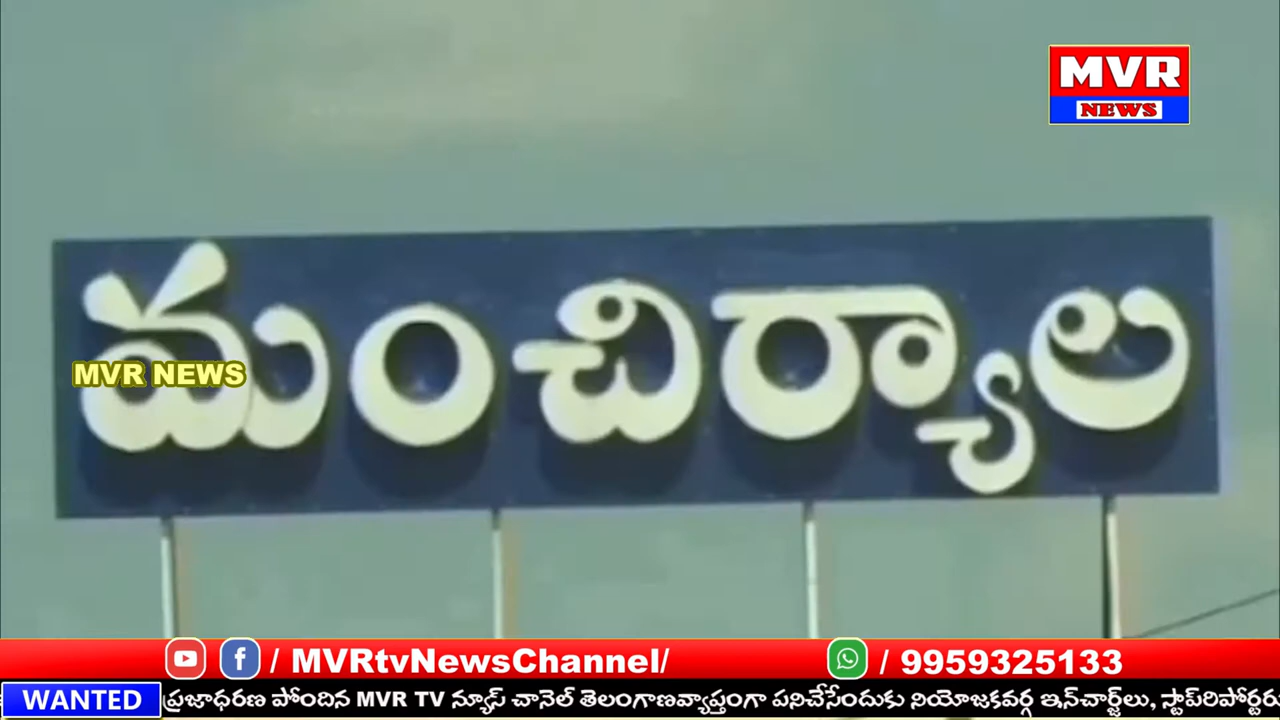 MVR
NEWS
మంచిర్యాల
MVR NEWS
/ MVRtvNewsChannel/
/ 9959325133
WANTED
ప్రజాధరణ పోందిన MVR TV న్యూస్ చానెల్ తెలంగాణవ్యాప్తంగా పనిచేసేందుకు నియోజకవర్గ ఇన్‌చార్జ్‌లు, స్టాఫ్‌రిపోర్టర్లు